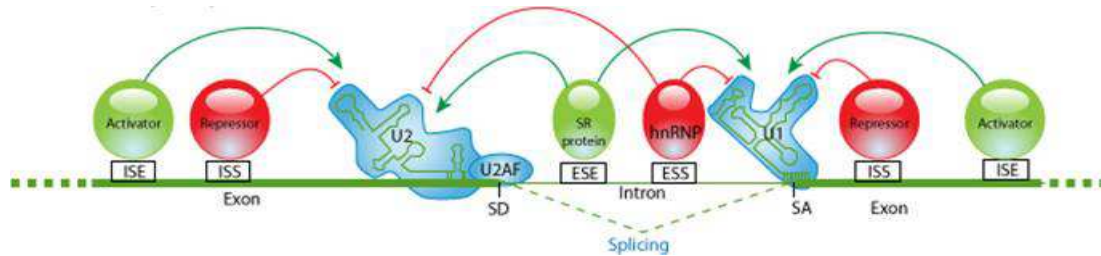 Activator
Repressor
U2
U2AF
SR
protein
hnRNP
U1
Repressor
Activator
ISE
ISS
ESE
ESS
ISS
ISE
Exon
SD
Intron
SA
Exon
Splicing